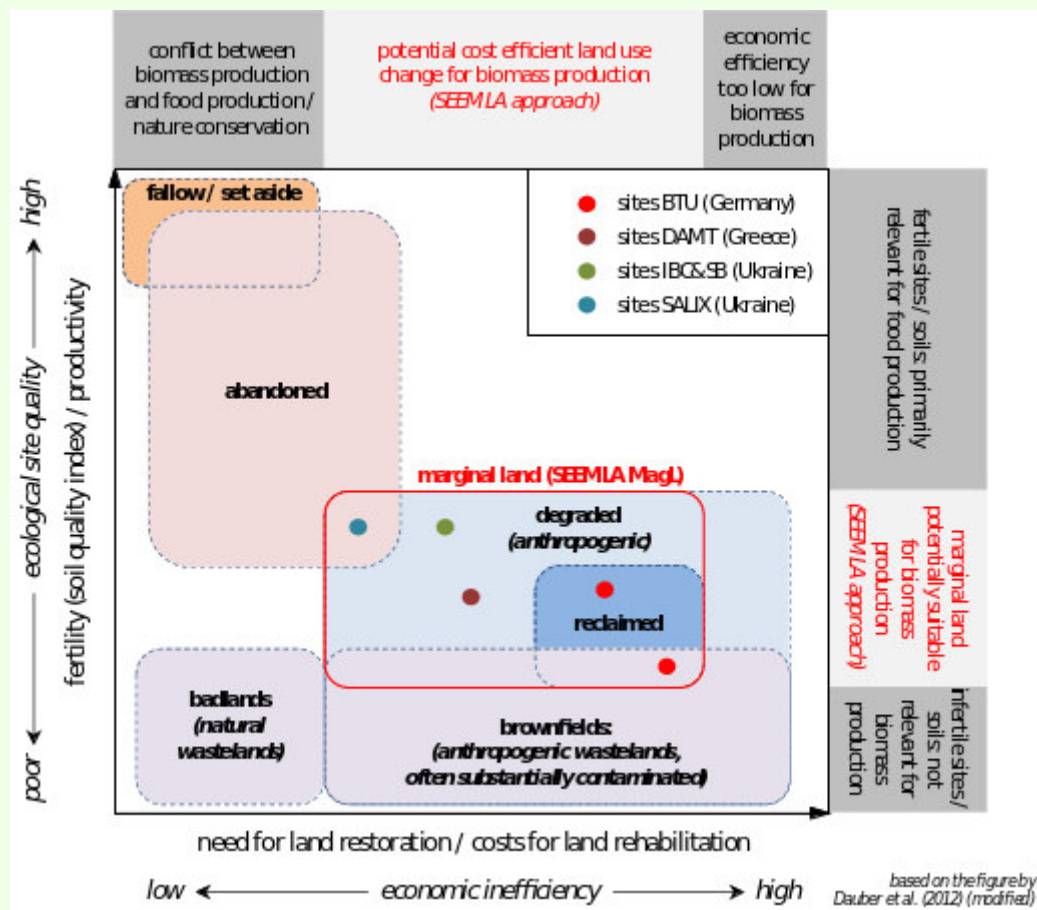 conflict between
biomass production
and food production/
nature conservation
potential cost efficient land use
change for biomass production
(SEEMLA approach)
economic
efficiency
too low for
biomass
production
high
ecological site quality
poor
fertility (soil quality index) / productivity
fallow / set aside
abandoned
sites BTU (Germany)
sites DAMT (Greece)
sites IBC&SB (Ukraine)
sites SALIX (Ukraine)
marginal land (SEEMLA MagL)
degraded
(anthropogenic)
reclaimed
badlands
(natural
wastelands)
brownfields:
(anthropogenic wastelands,
often substantially contaminated)
fertile sites/ soils: primarily
relevant for food production
marginal land
potentially suitable
for biomass
production
(SEEMLA approach)
infertile sites/
soils: not
relevant for
biomass
production
need for land restoration / costs for land rehabilitation
low economic inefficiency high
based on the figure by
Dauber et al. (2012) (modified)